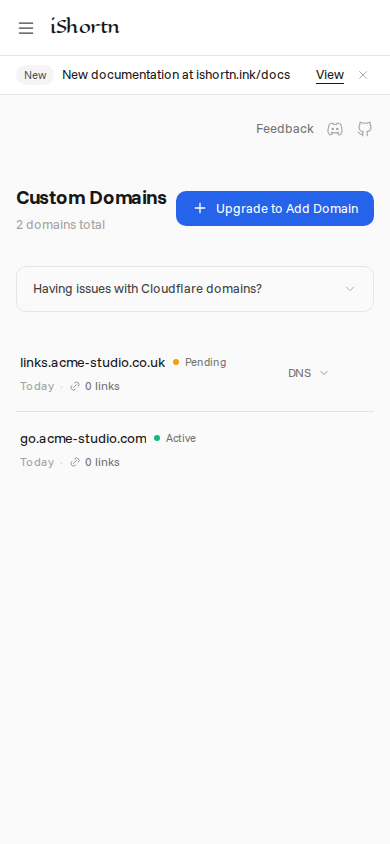 iShortn
New New documentation at ishortn.ink/docs View
Feedback
Custom Domains
Upgrade to Add Domain
2 domains total
Having issues with Cloudflare domains?
links.acme-studio.co.uk Pending
DNS
Today · 0 links
go.acme-studio.com Active
Today · 0 links